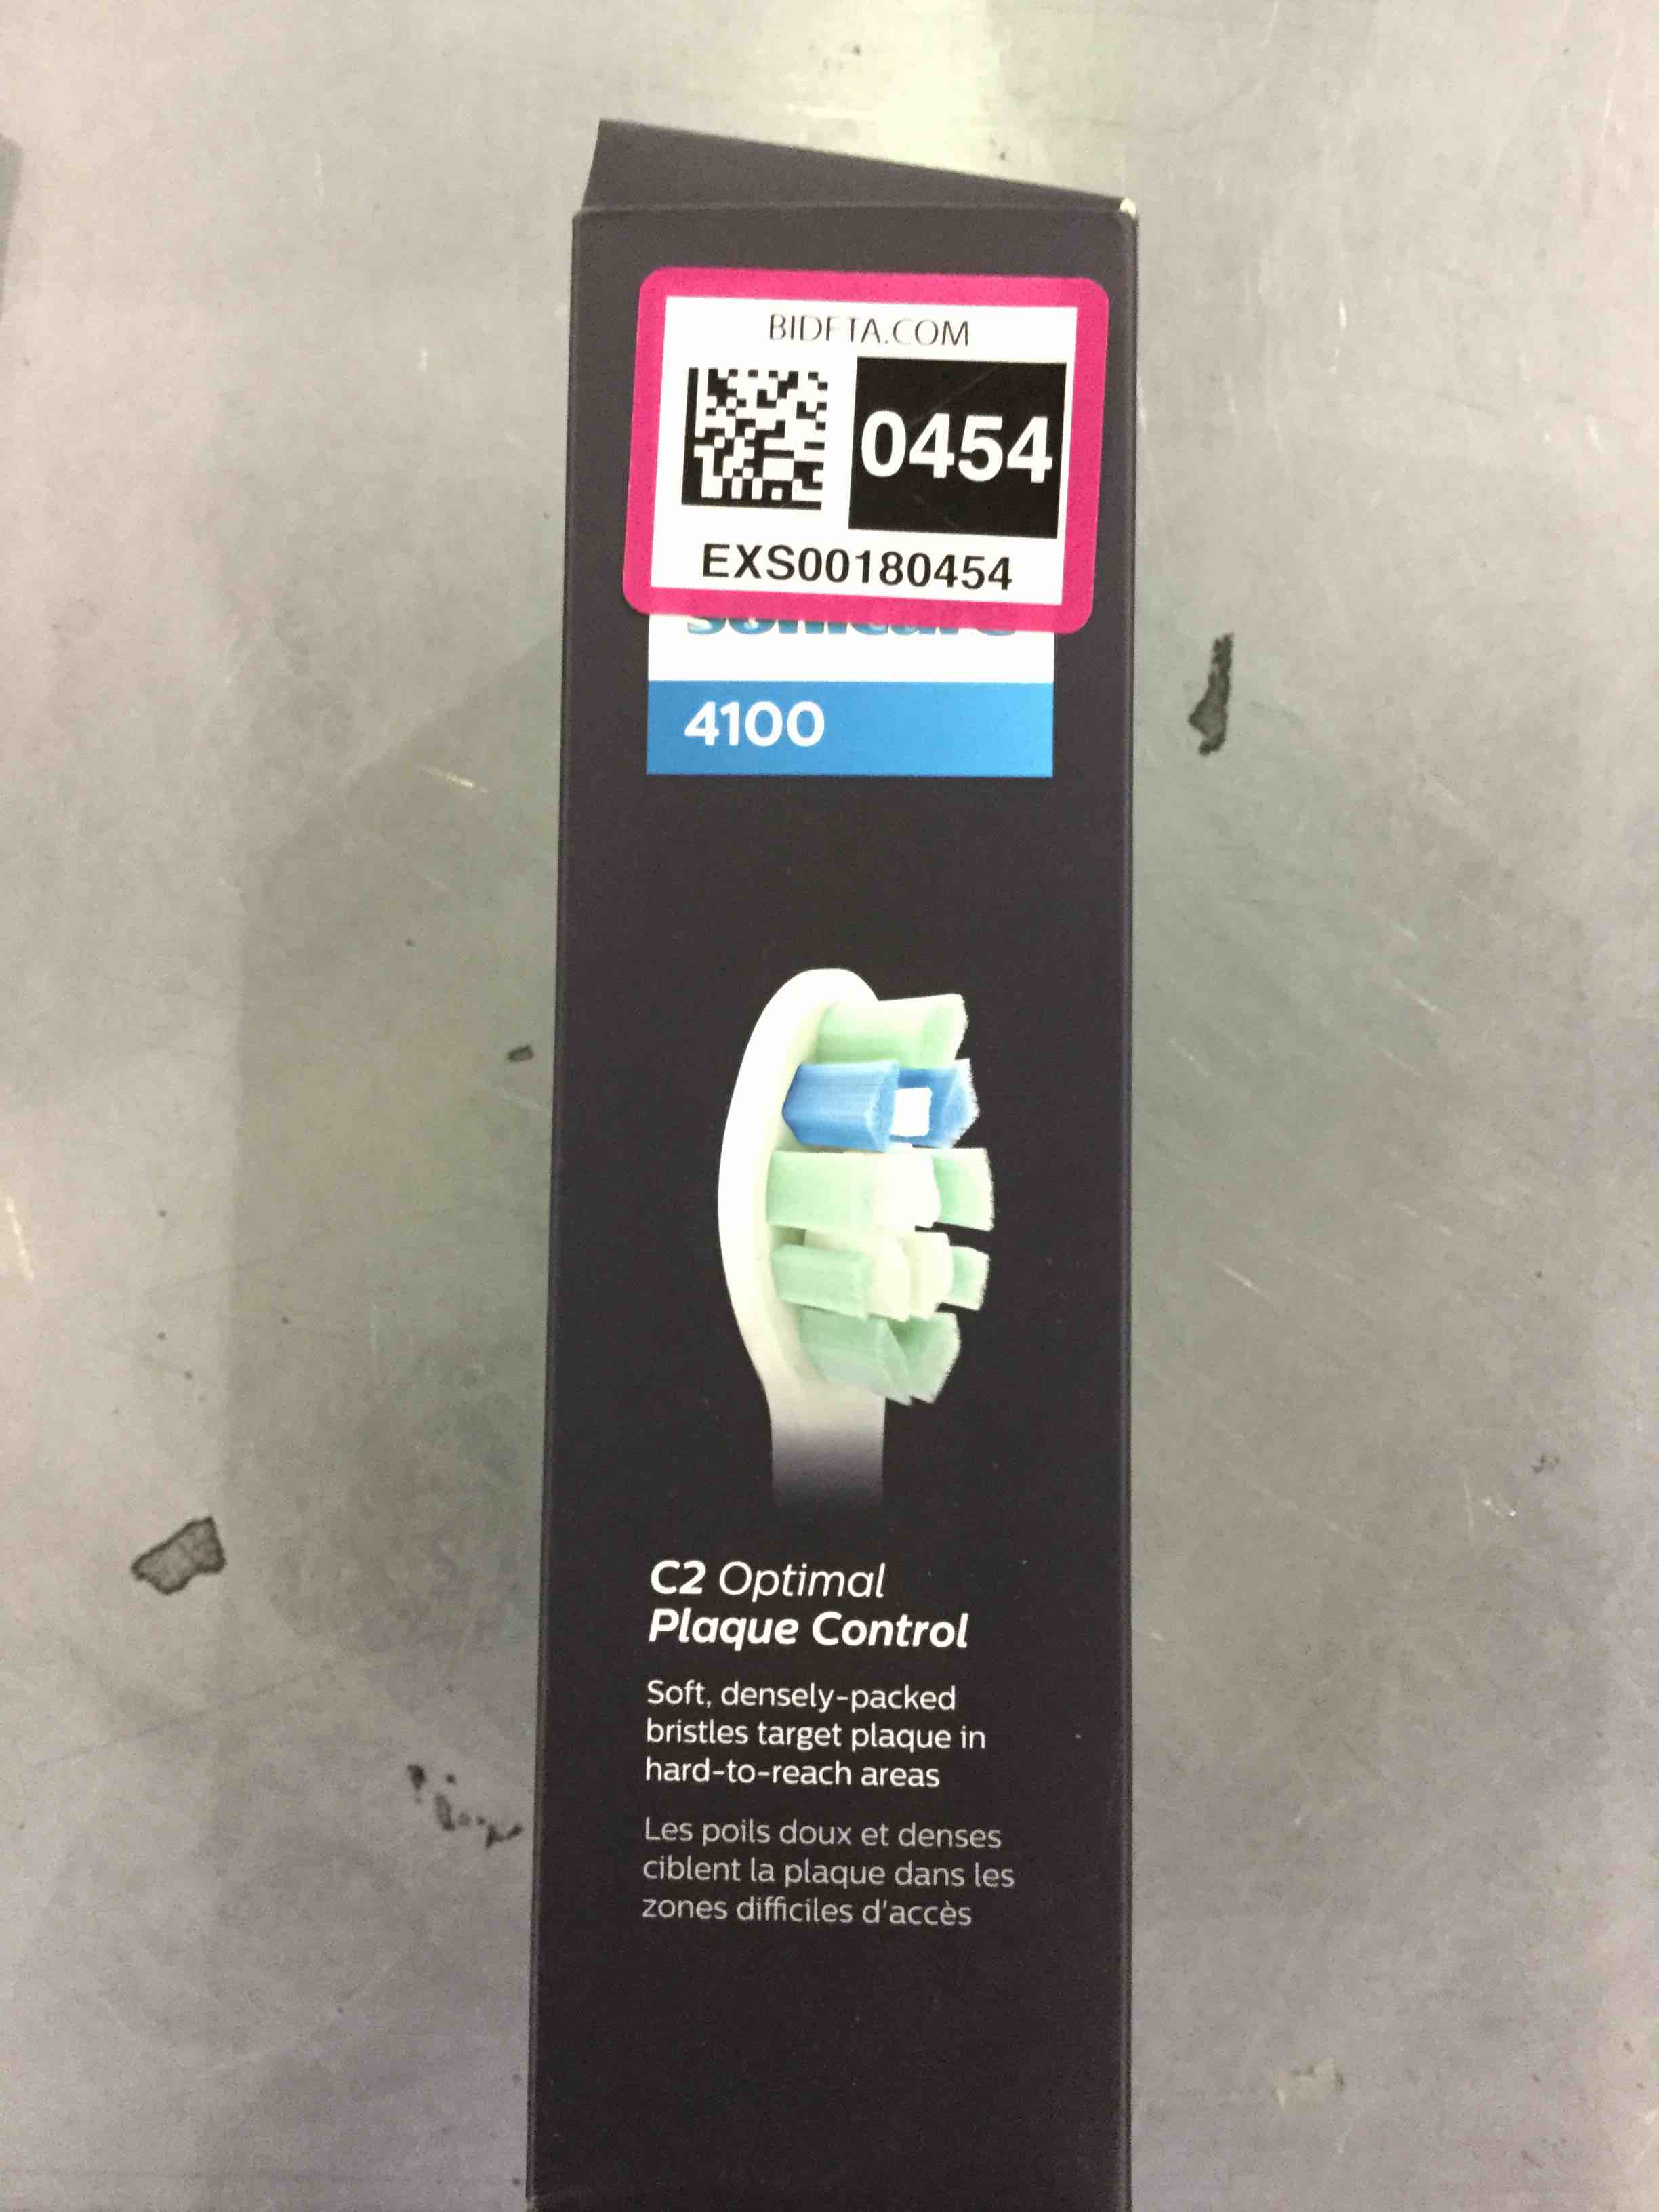 BIDFTA.COM
0454
EXS00180454
sonicare
4100
C2 Optimal
Plaque Control
Soft, densely-packed
bristles target plaque in
hard-to-reach areas
Les poils doux et denses
ciblent la plaque dans les
zones difficiles d'accès